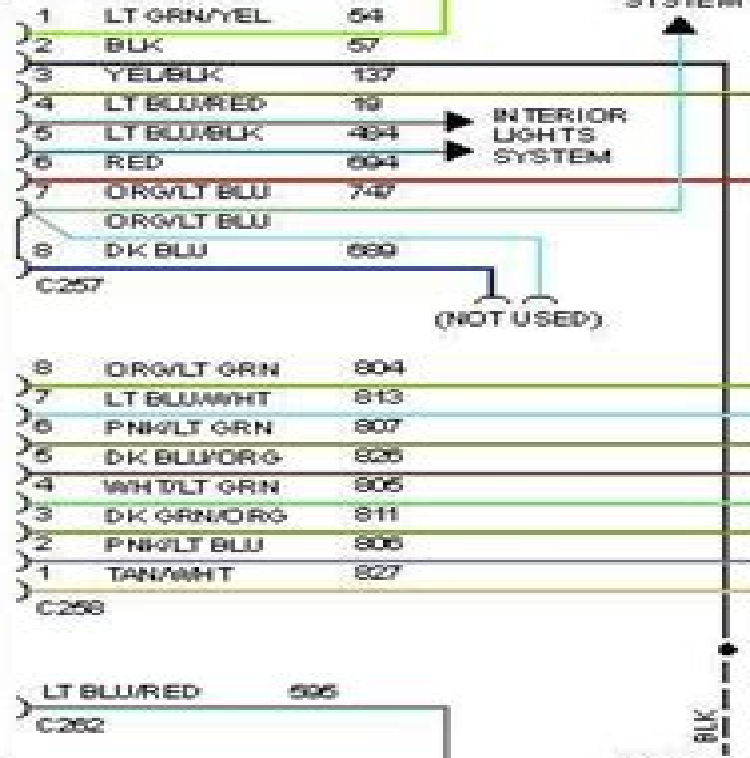 1 LT GRN/YEL 54
2 BLK 57
3 YEL/BLK 137
4 LT BLU/RED 19
5 LT BLU/BLK 484
6 RED 694
7 ORG/LT BLU 747
ORG/LT BLU
8 DK BLU 689
C257
SYSTEM
INTERIOR
LIGHTS
SYSTEM
(NOT USED)
8 ORG/LT GRN 804
7 LT BLU/WHT 813
6 PNK/LT GRN 807
5 DK BLU/ORG 826
4 WHT/LT GRN 805
3 DK GRN/ORG 811
2 PNK/LT BLU 806
1 TAN/WHT 827
C258
LT BLU/RED 695
C262
BLK